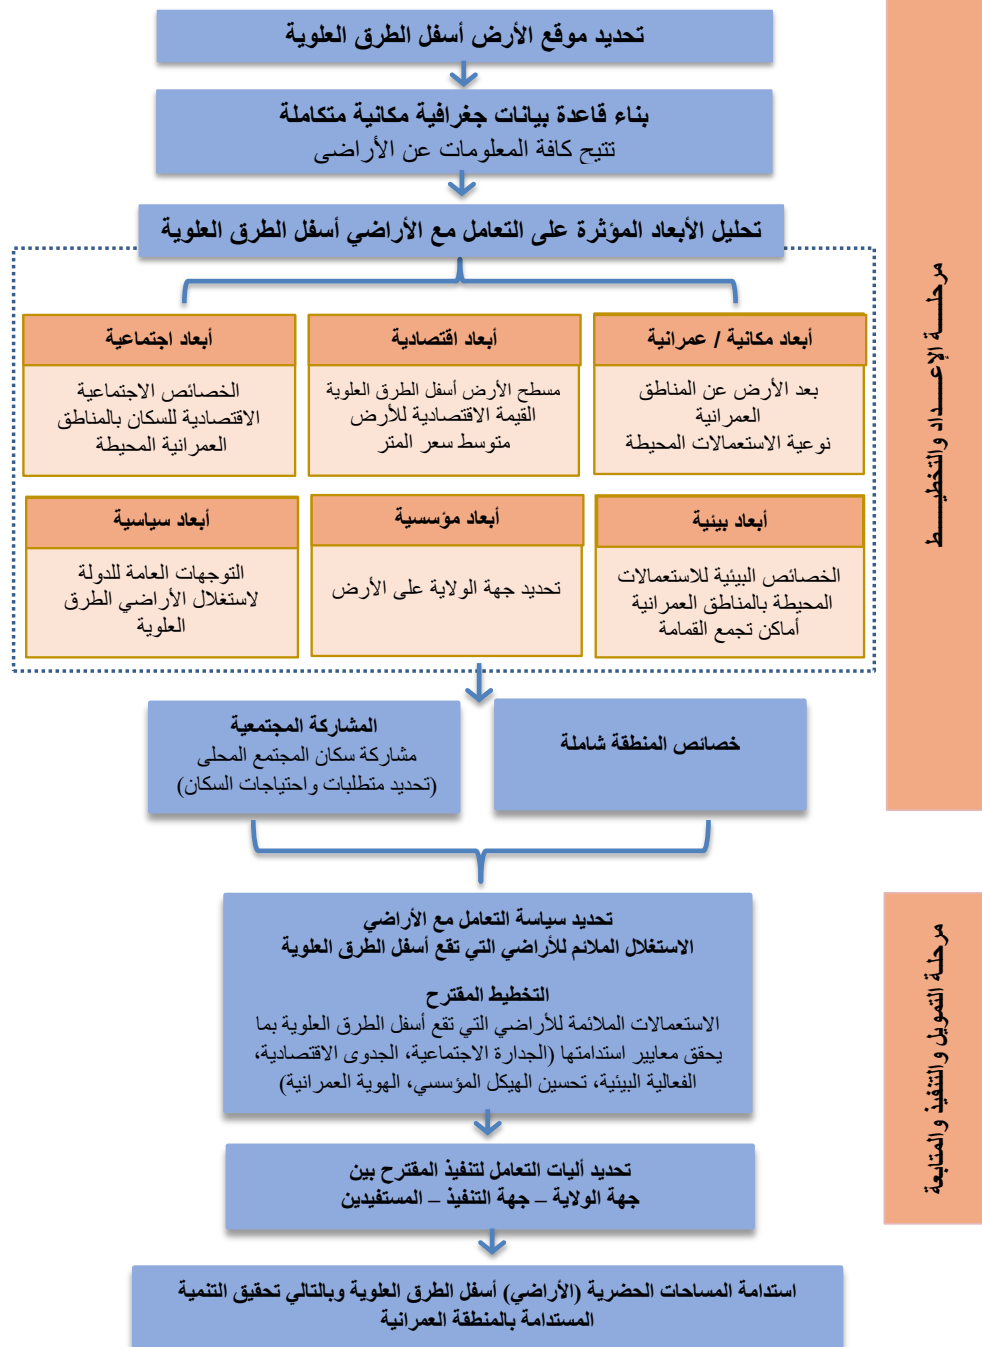 تحديد موقع الأرض أسفل الطرق العلوية
بناء قاعدة بيانات جغرافية مكانية متكاملة
تتيح كافة المعلومات عن الأراضى
تحليل الأبعاد المؤثرة على التعامل مع الأراضي أسفل الطرق العلوية
أبعاد مكانية / عمرانية
بعد الأرض عن المناطق
العمرانية
نوعية الاستعمالات المحيطة
أبعاد اقتصادية
مسطح الأرض أسفل الطرق العلوية
القيمة الاقتصادية للأرض
متوسط سعر المتر
أبعاد اجتماعية
الخصائص الاجتماعية
الاقتصادية للسكان بالمناطق
العمرانية المحيطة
أبعاد بيئية
الخصائص البيئية للاستعمالات
المحيطة بالمناطق العمرانية
أماكن تجمع القمامة
أبعاد مؤسسية
تحديد جهة الولاية على الأرض
أبعاد سياسية
التوجهات العامة للدولة
لاستغلال الأراضي الطرق
العلوية
خصائص المنطقة شاملة
المشاركة المجتمعية
مشاركة سكان المجتمع المحلى
(تحديد متطلبات واحتياجات السكان)
مرحلـــــة الإعــــداد والتخطيـــــط
تحديد سياسة التعامل مع الأراضي
الاستغلال الملائم للأراضي التي تقع أسفل الطرق العلوية
التخطيط المقترح
الاستعمالات الملائمة للأراضي التي تقع أسفل الطرق العلوية بما
يحقق معايير استدامتها (الجدارة الاجتماعية، الجدوى الاقتصادية،
الفعالية البيئية، تحسين الهيكل المؤسسي، الهوية العمرانية)
تحديد أليات التعامل لتنفيذ المقترح بين
جهة الولاية – جهة التنفيذ – المستفيدين
مرحلـة التمويل والتنفيذ والمتابعة
استدامة المساحات الحضرية (الأراضي) أسفل الطرق العلوية وبالتالي تحقيق التنمية
المستدامة بالمنطقة العمرانية